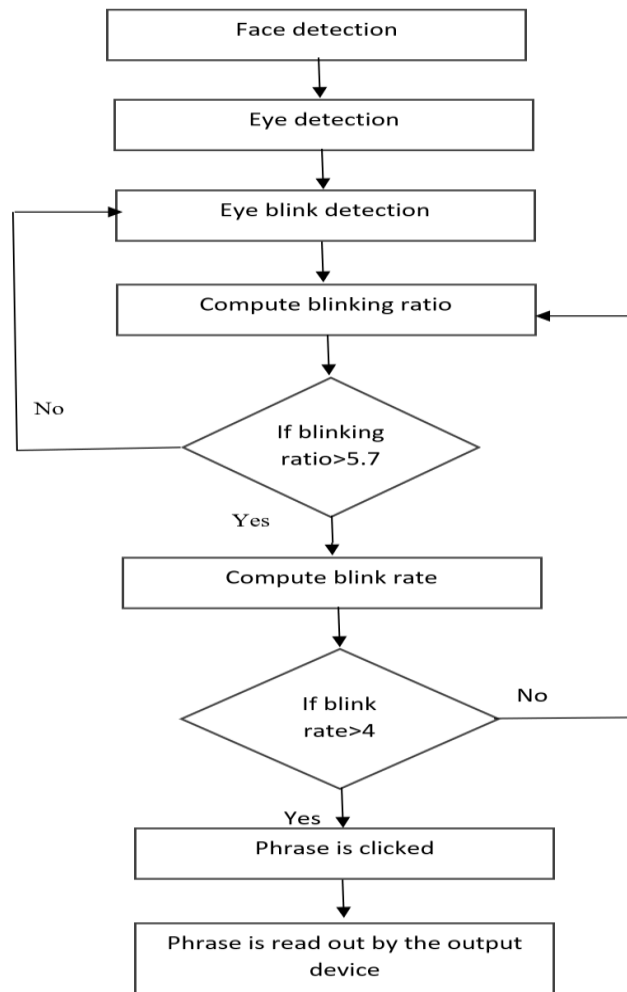 Face detection
Eye detection
Eye blink detection
Compute blinking ratio
No
If blinking
ratio>5.7
Yes
Compute blink rate
If blink
rate>4
No
Yes
Phrase is clicked
Phrase is read out by the output
device